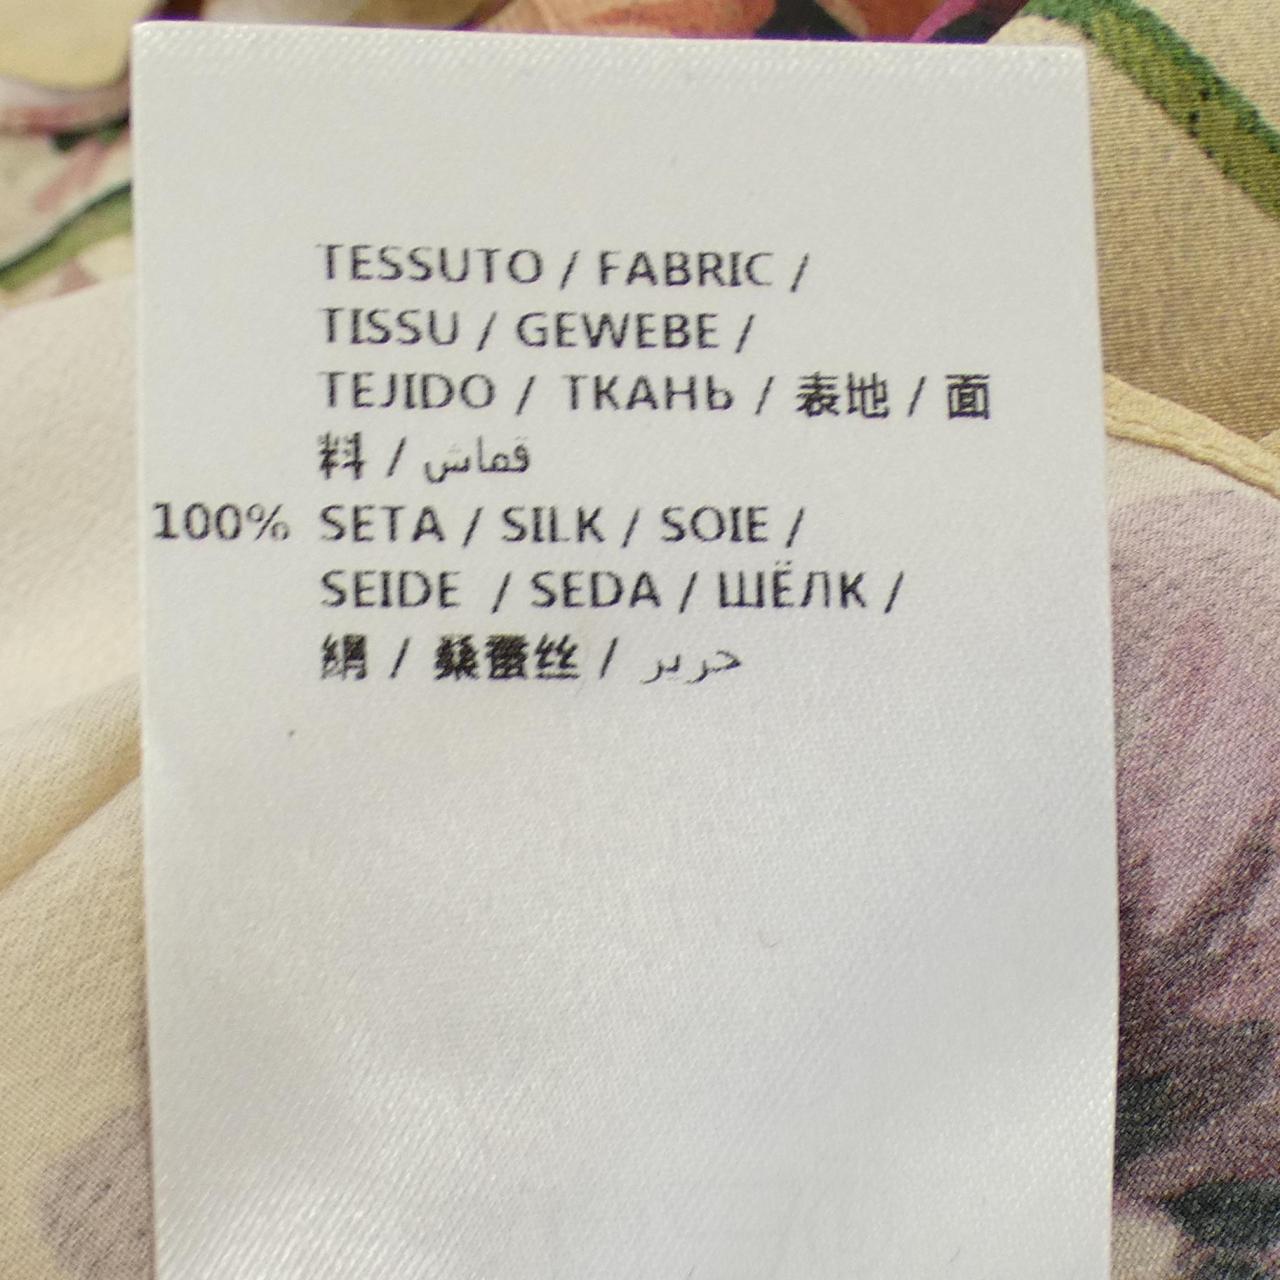 TESSUTO / FABRIC /
TISSU / GEWEBE /
TEJIDO / ТКАНЬ / 表地 / 面
料 / قماش
100% SETA / SILK / SOIE /
SEIDE / SEDA / ШЁЛК /
絹 / 桑蚕丝 / حرير